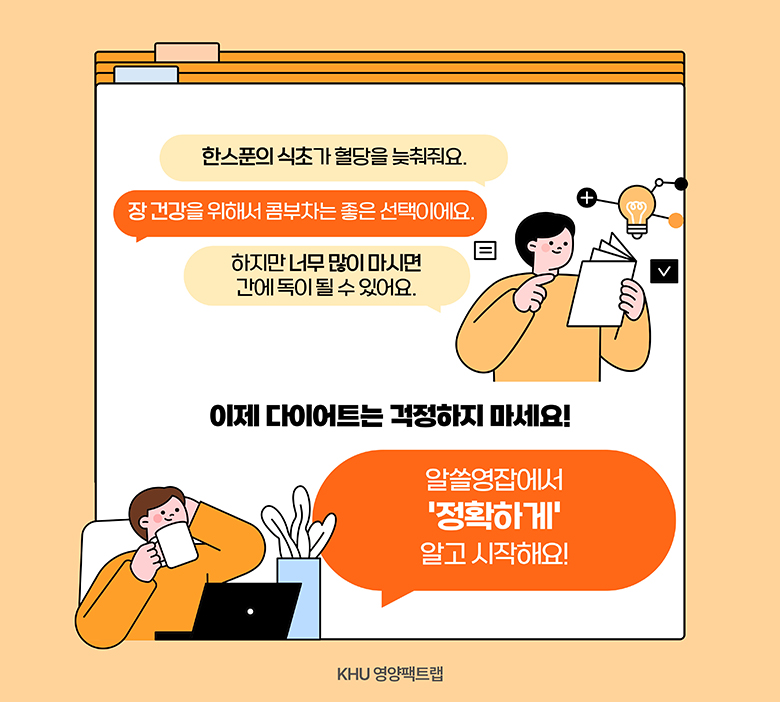 한스푼의 식초가 혈당을 늦춰줘요.
장 건강을 위해서 콤부차는 좋은 선택이에요.
하지만 너무 많이 마시면
간에 독이 될 수 있어요.
이제 다이어트는 걱정하지 마세요!
알쓸영잡에서
'정확하게'
알고 시작해요!
KHU 영양팩트랩